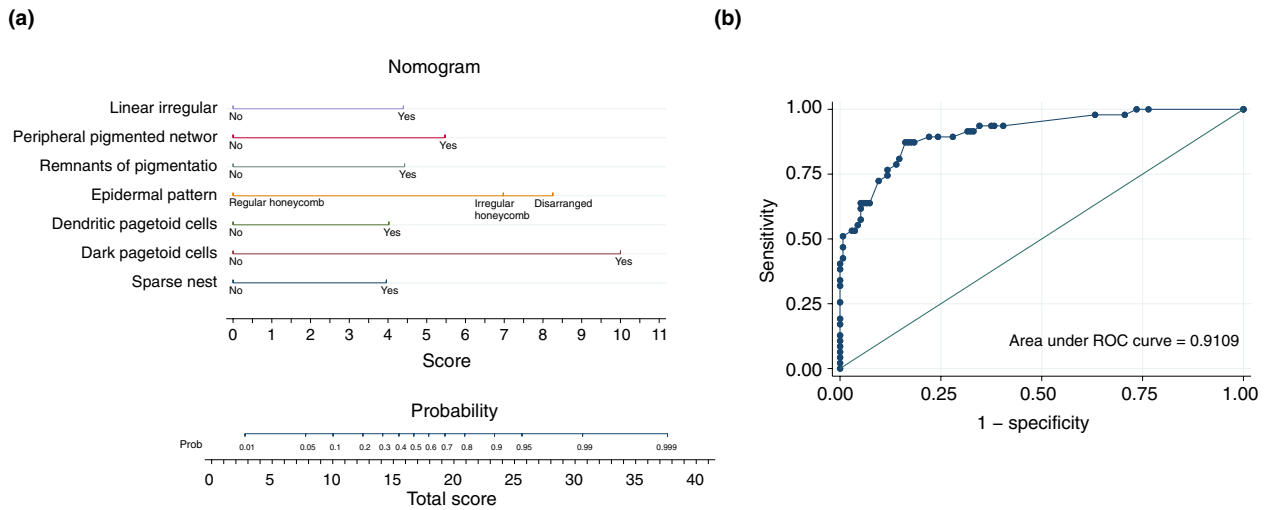 (a)
Nomogram
Linear irregular
No
Yes
Peripheral pigmented networ
No
Yes
Remnants of pigmentatio
No
Yes
Epidermal pattern
Regular honeycomb
Irregular
honeycomb
Disarranged
Dendritic pagetoid cells
No
Yes
Dark pagetoid cells
No
Yes
Sparse nest
No
Yes
0 1 2 3 4 5 6 7 8 9 10 11
Score
Probability
Prob
0.01 0.05 0.1 0.2 0.3 0.4 0.5 0.6 0.7 0.8 0.9 0.95 0.99 0.999
0 5 10 15 20 25 30 35 40
Total score
(b)
1.00
0.75
0.50
0.25
0.00
Sensitivity
Area under ROC curve = 0.9109
0.00 0.25 0.50 0.75 1.00
1 − specificity